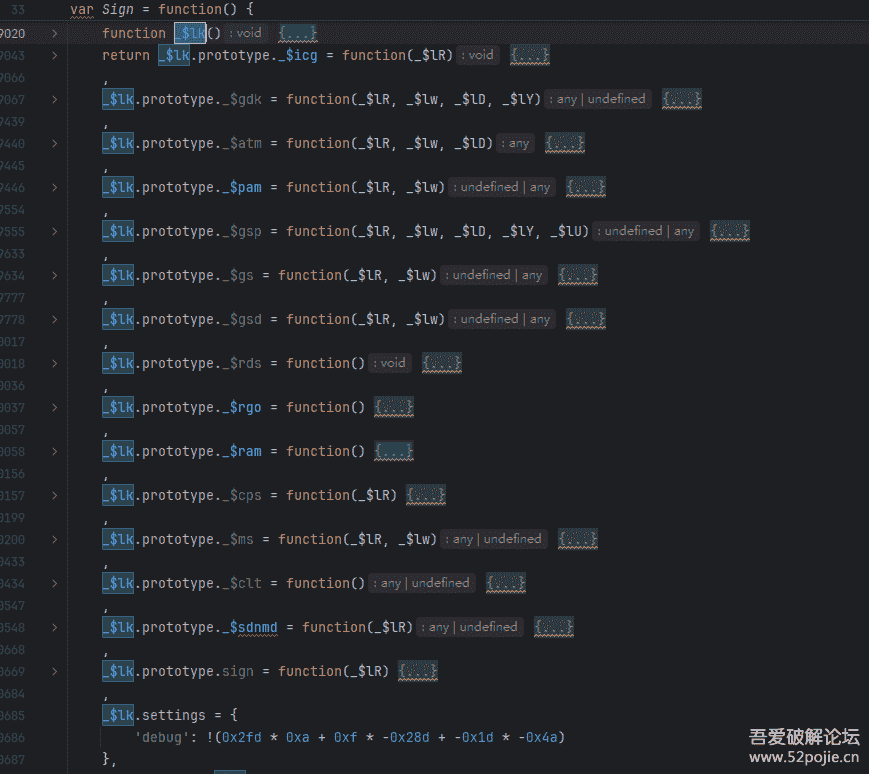 33 var Sign = function() {
9020 function _$lk() : void {...}
9043 return _$lk.prototype._$icg = function(_$lR) : void {...}
9066 ,
9067 _$lk.prototype._$gdk = function(_$lR, _$lw, _$lD, _$lY) : any | undefined {...}
9439 ,
9440 _$lk.prototype._$atm = function(_$lR, _$lw, _$lD) : any {...}
9445 ,
9446 _$lk.prototype._$pam = function(_$lR, _$lw) : undefined | any {...}
9554 ,
9555 _$lk.prototype._$gsp = function(_$lR, _$lw, _$lD, _$lY, _$lU) : undefined | any {...}
9633 ,
9634 _$lk.prototype._$gs = function(_$lR, _$lw) : undefined | any {...}
9777 ,
9778 _$lk.prototype._$gsd = function(_$lR, _$lw) : undefined | any {...}
0017 ,
0018 _$lk.prototype._$rds = function() : void {...}
0036 ,
0037 _$lk.prototype._$rgo = function() {...}
0057 ,
0058 _$lk.prototype._$ram = function() {...}
0156 ,
0157 _$lk.prototype._$cps = function(_$lR) {...}
0199 ,
0200 _$lk.prototype._$ms = function(_$lR, _$lw) : any | undefined {...}
0433 ,
0434 _$lk.prototype._$clt = function() : any | undefined {...}
0547 ,
0548 _$lk.prototype._$sdnmd = function(_$lR) : any | undefined {...}
0668 ,
0669 _$lk.prototype.sign = function(_$lR) {...}
0684 ,
0685 _$lk.settings = {
0686 'debug': !(0x2fd * 0xa + 0xf * -0x28d + -0x1d * -0x4a)
0687 },
吾爱破解论坛
www.52pojie.cn